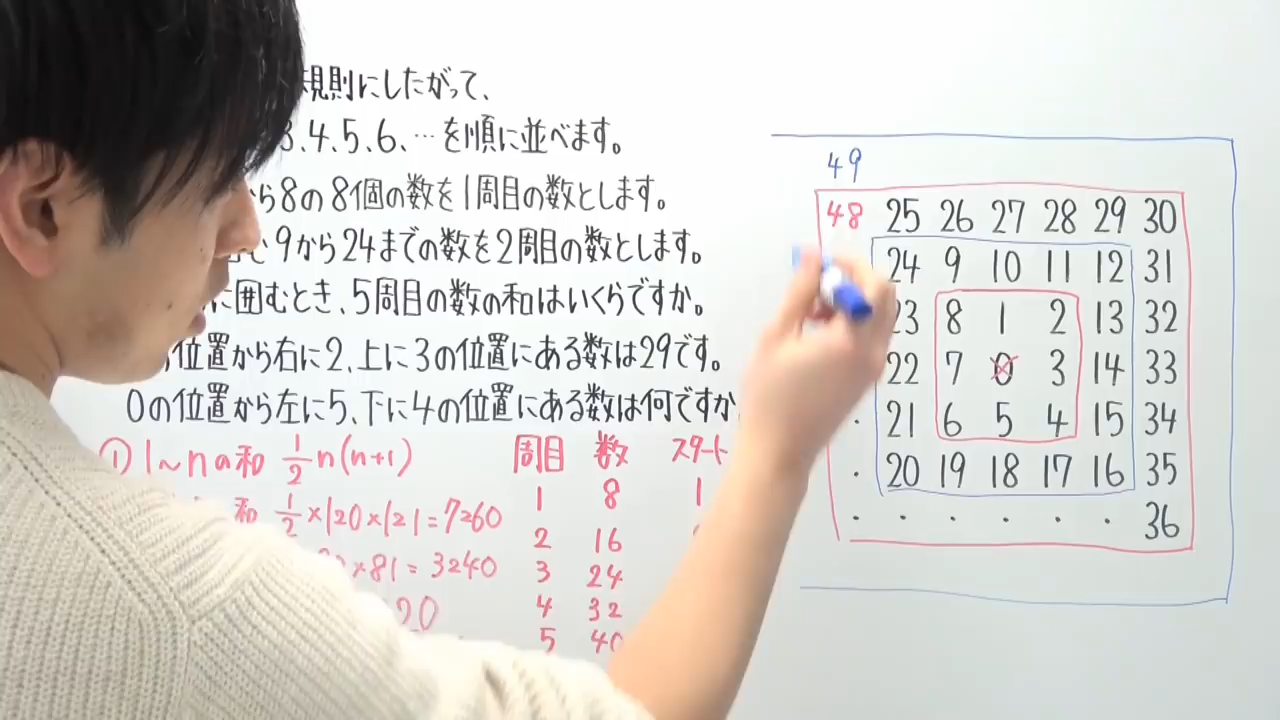 規則にしたがって、
3.4.5.6、…を順に並べます。
ら8の8個の数を1周目の数とします。
9から24までの数を2周目の数とします。
に囲むとき、5周目の数の和はいくらですか。
位置から右に2、上に3の位置にある数は29です。
0の位置から左に5、下に4の位置にある数は何ですか
① 1~nの和 1/2 n(n+1)
和 1/2×120×121=7260
×81=3240
20
周目 数 スタート
1 8 1
2 16
3 24
4 32
5 40
49
48 25 26 27 28 29 30
24 9 10 11 12 31
23 8 1 2 13 32
22 7 0 3 14 33
・ 21 6 5 4 15 34
・ 20 19 18 17 16 35
・ ・ ・ ・ ・ ・ 36